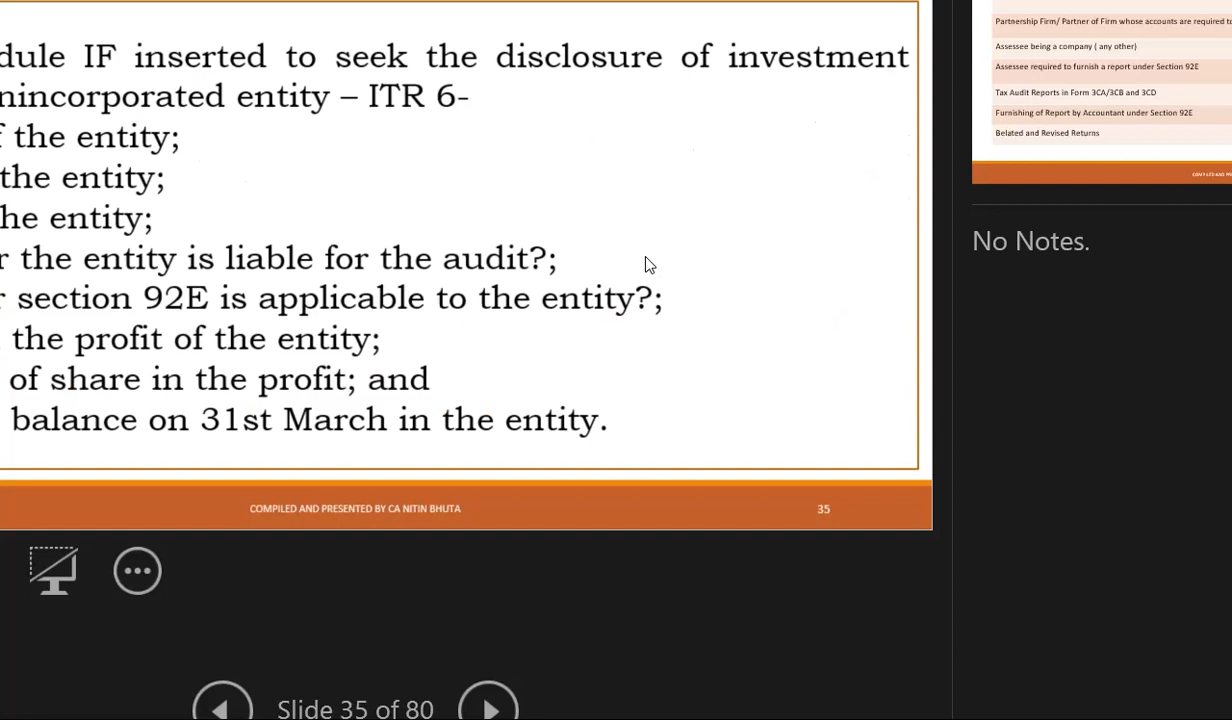 dule IF inserted to seek the disclosure of investment
nincorporated entity – ITR 6-
f the entity;
the entity;
he entity;
r the entity is liable for the audit?;
r section 92E is applicable to the entity?;
the profit of the entity;
of share in the profit; and
balance on 31st March in the entity.
COMPILED AND PRESENTED BY CA NITIN BHUTA 35
Slide 35 of 80
Partnership Firm/ Partner of Firm whose accounts are required to
Assessee being a company ( any other)
Assessee required to furnish a report under Section 92E
Tax Audit Reports in Form 3CA/3CB and 3CD
Furnishing of Report by Accountant under Section 92E
Belated and Revised Returns
COMPILED AND
No Notes.